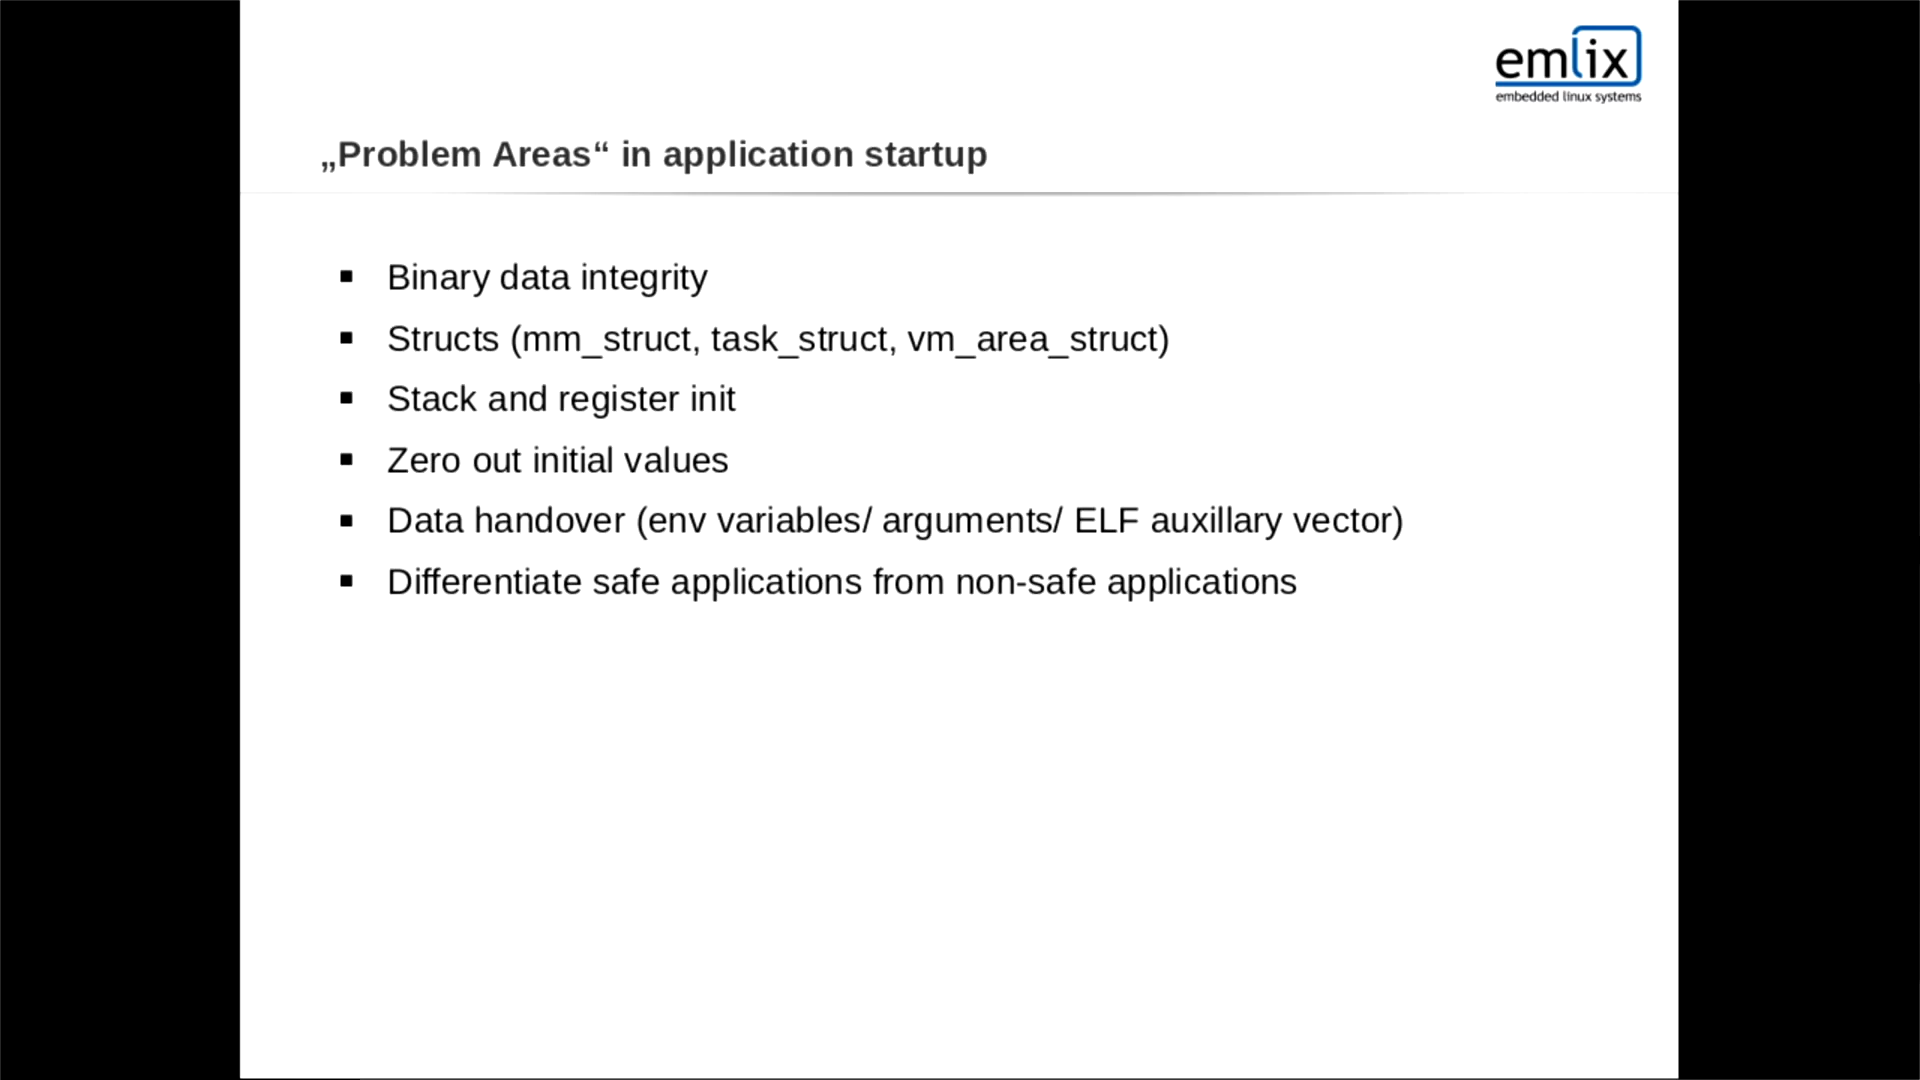 emlix
embedded linux systems
„Problem Areas“ in application startup
▪ Binary data integrity
▪ Structs (mm_struct, task_struct, vm_area_struct)
▪ Stack and register init
▪ Zero out initial values
▪ Data handover (env variables/ arguments/ ELF auxillary vector)
▪ Differentiate safe applications from non-safe applications